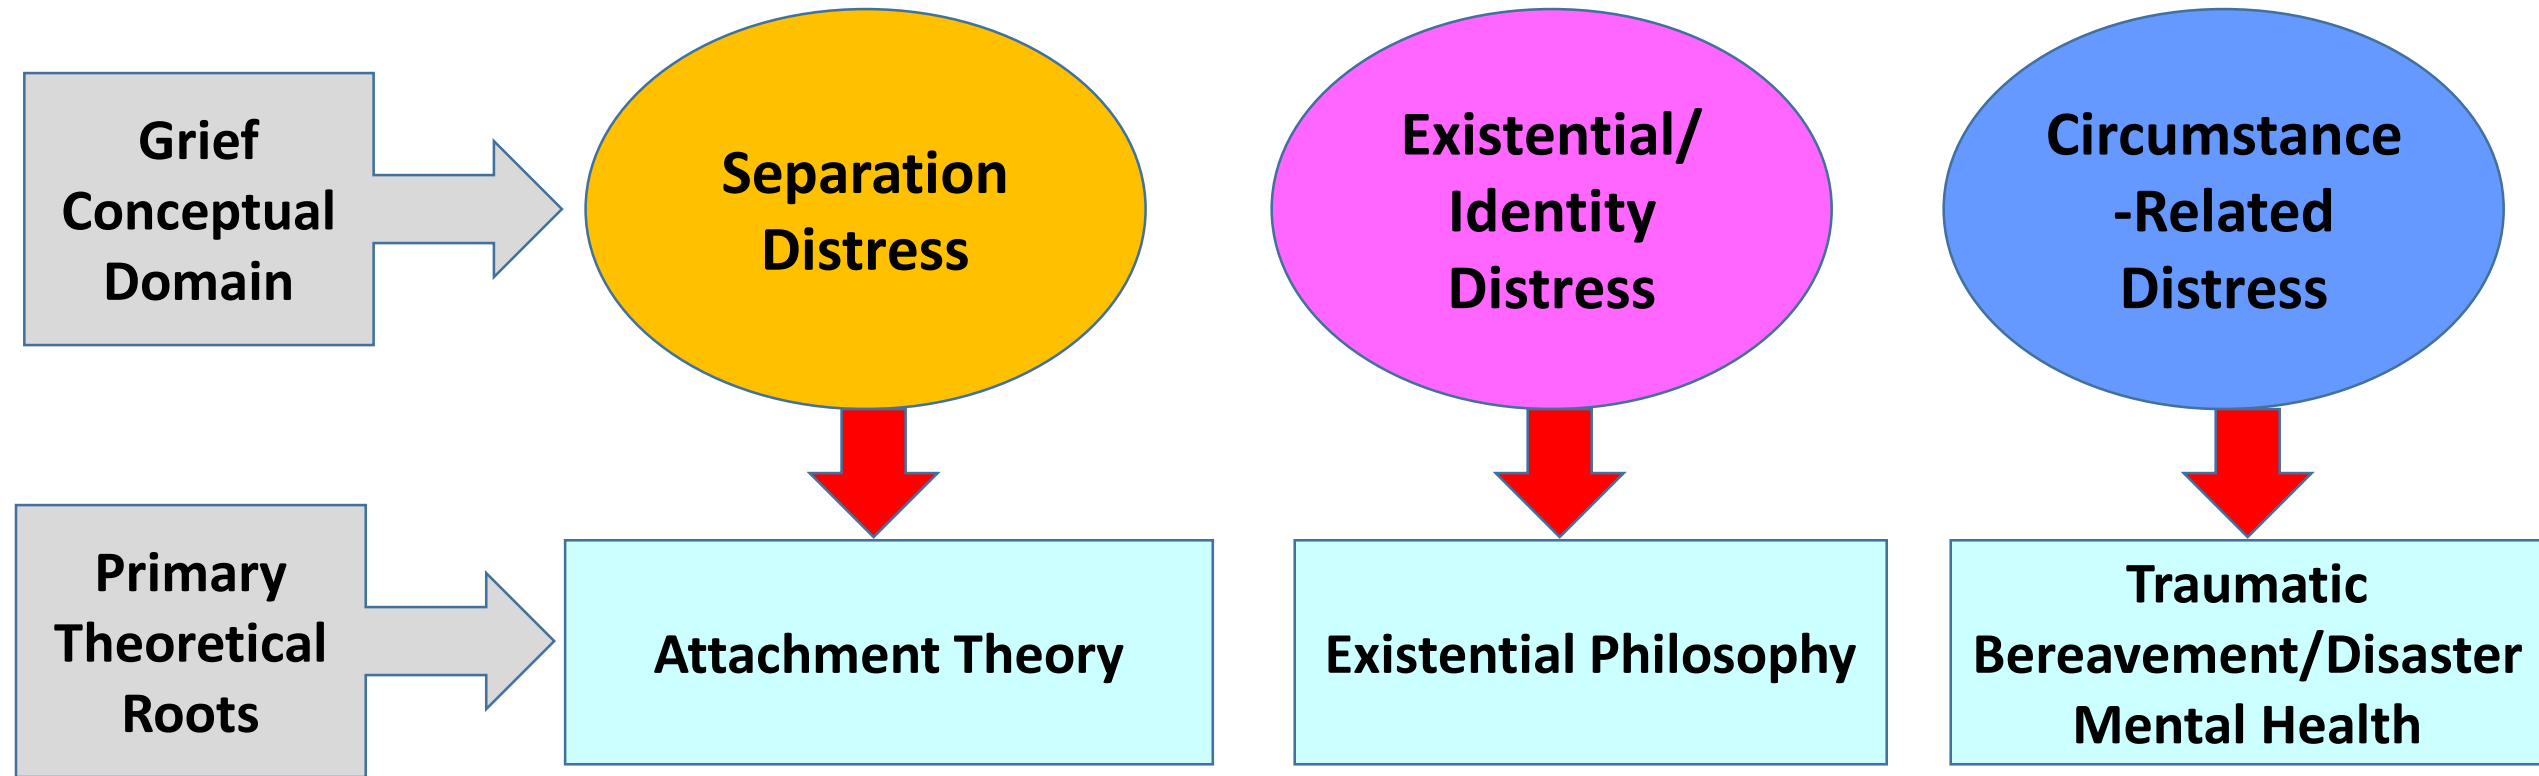 Grief
Conceptual
Domain
Separation
Distress
Existential/
Identity
Distress
Circumstance
-Related
Distress
Primary
Theoretical
Roots
Attachment Theory
Existential Philosophy
Traumatic
Bereavement/Disaster
Mental Health